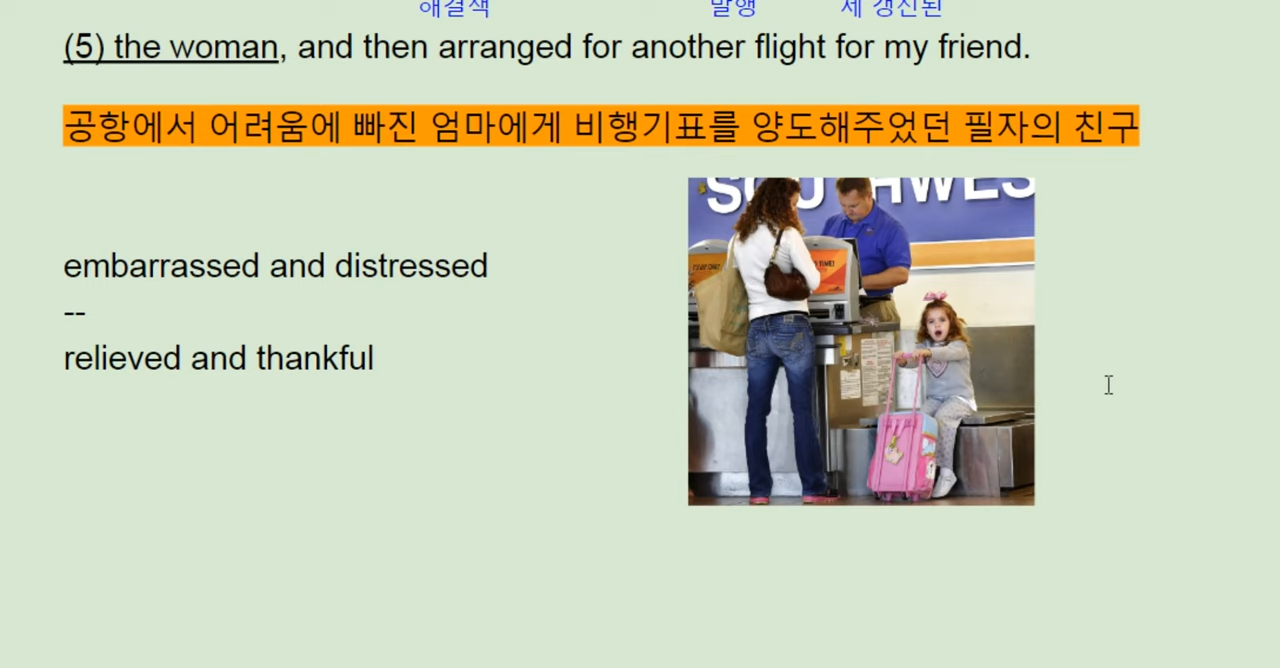 해결책 발행 세 갱신된
(5) the woman, and then arranged for another flight for my friend.
공항에서 어려움에 빠진 엄마에게 비행기표를 양도해주었던 필자의 친구
embarrassed and distressed
--
relieved and thankful